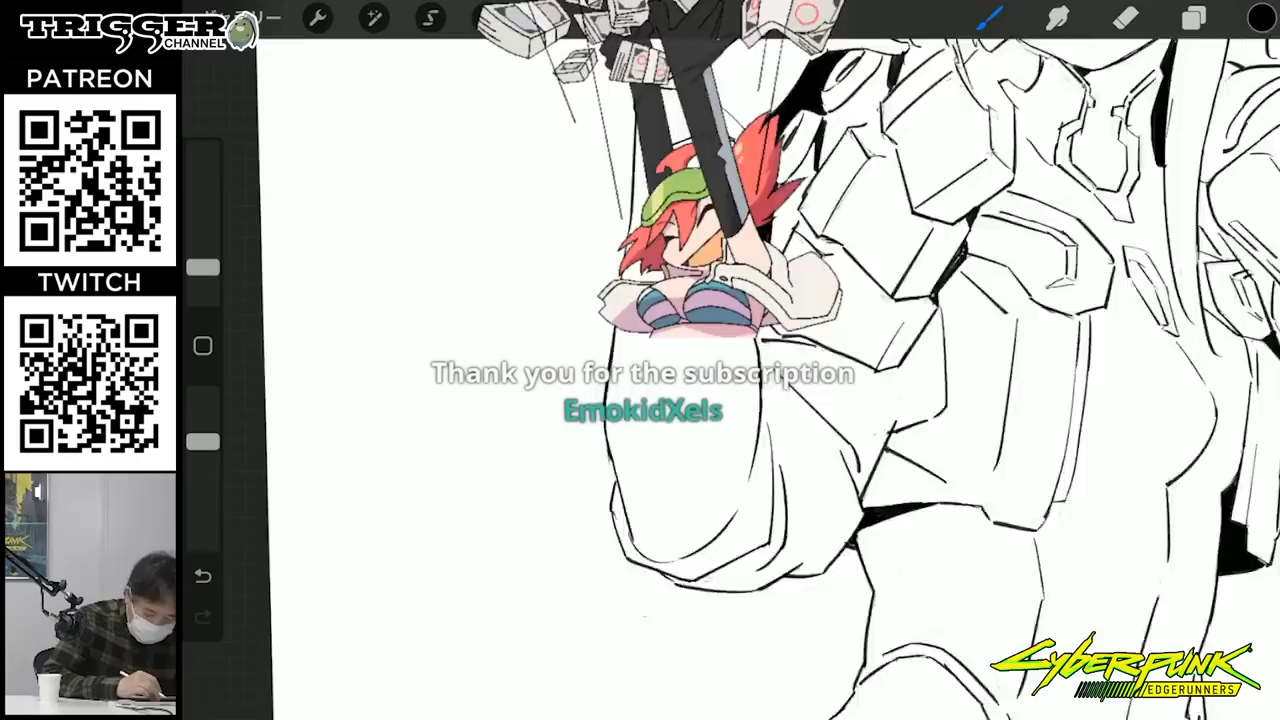 TRIGGER
CHANNEL
PATREON
TWITCH
Thank you for the subscription
EmokidXels
CYBERPUNK
EDGERUNNERS